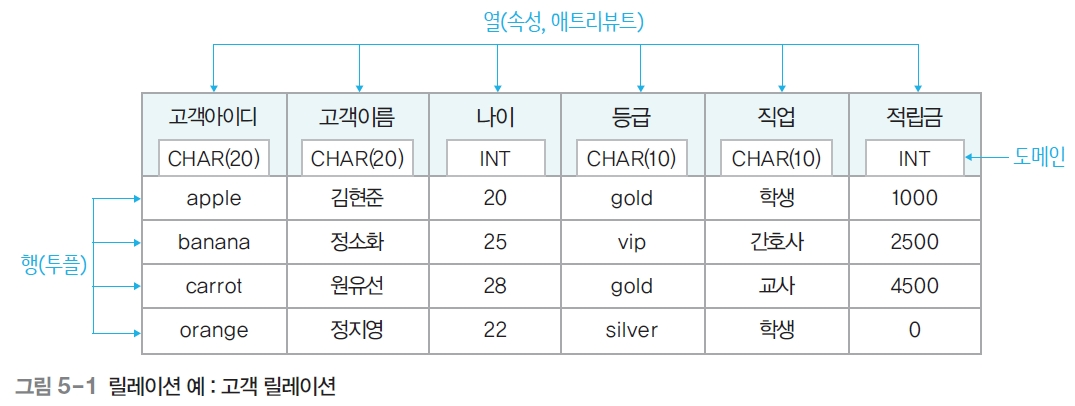 열(속성, 애트리뷰트)
고객아이디 고객이름 나이 등급 직업 적립금
CHAR(20) CHAR(20) INT CHAR(10) CHAR(10) INT
도메인
apple 김현준 20 gold 학생 1000
banana 정소화 25 vip 간호사 2500
행(투플)
carrot 원유선 28 gold 교사 4500
orange 정지영 22 silver 학생 0
그림 5-1 릴레이션 예 : 고객 릴레이션